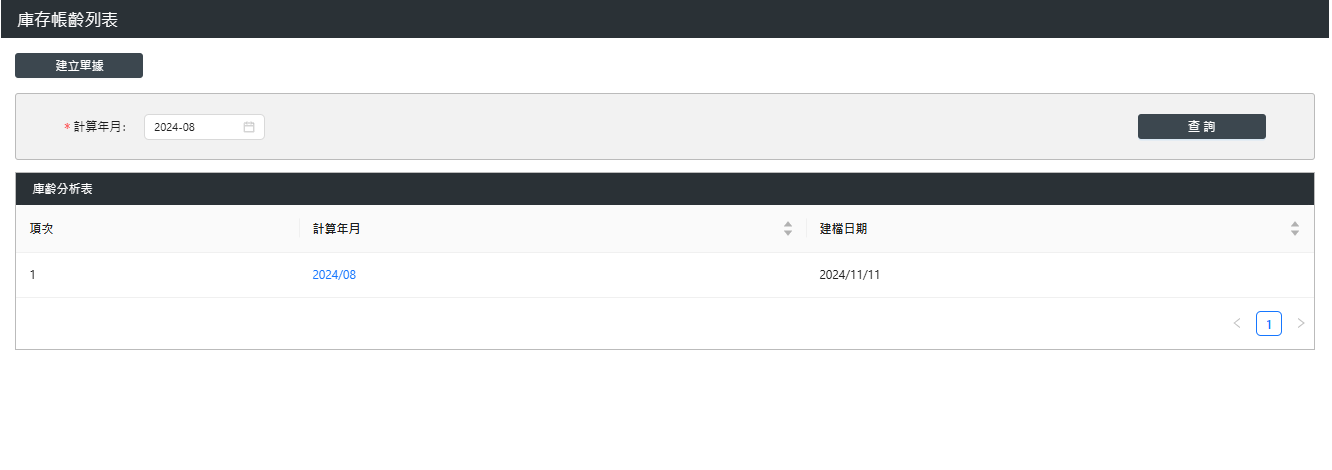 庫存帳齡列表
建立單據
* 計算年月： 2024-08 查 詢
庫齡分析表
項次 計算年月 建檔日期
1 2024/08 2024/11/11
< 1 >